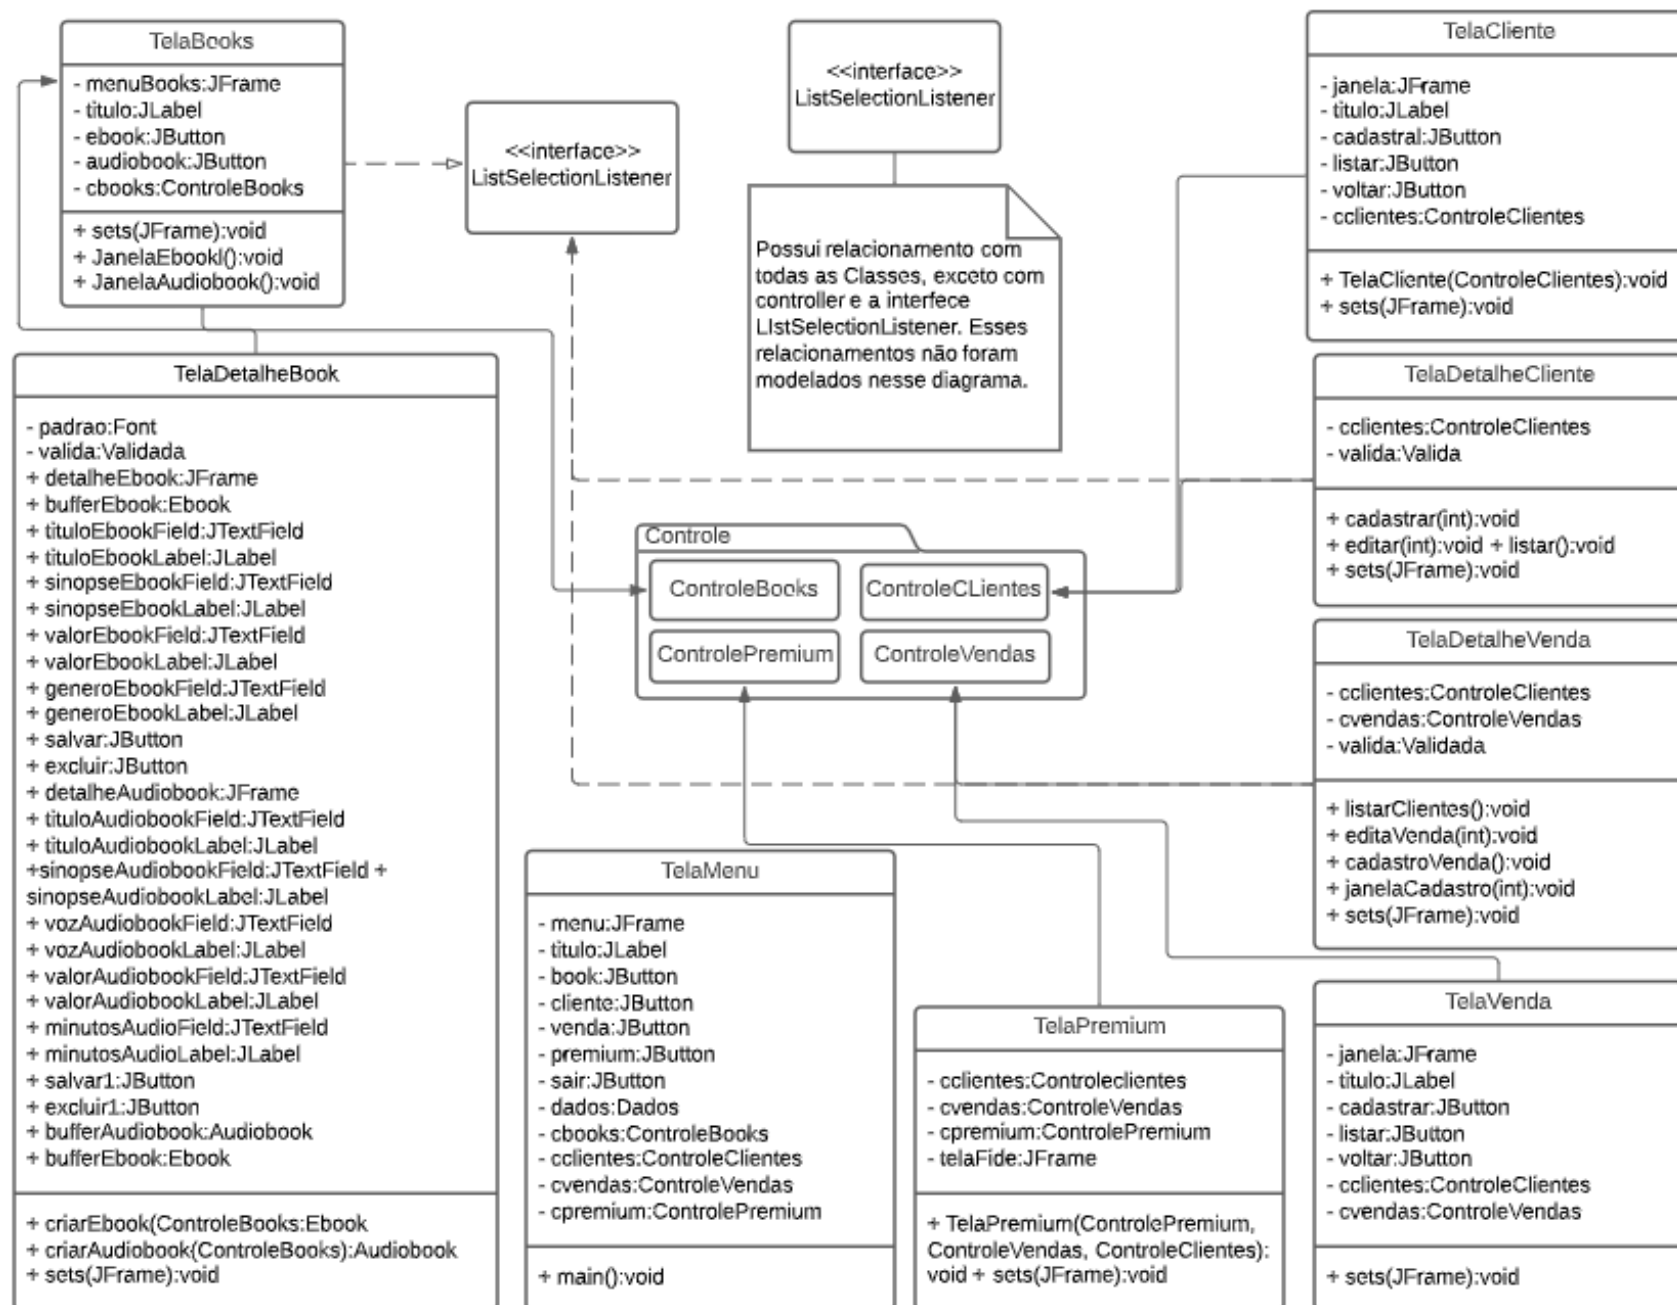 TelaBooks
- menuBooks:JFrame
- titulo:JLabel
- ebook:JButton
- audiobook:JButton
- cbooks:ControleBooks
+ sets(JFrame):void
+ JanelaEbookl():void
+ JanelaAudiobook():void
<<interface>>
ListSelectionListener
<<interface>>
ListSelectionListener
Possui relacionamento com
todas as Classes, exceto com
controller e a interfece
LIstSelectionListener. Esses
relacionamentos não foram
modelados nesse diagrama.
TelaCliente
- janela:JFrame
- titulo:JLabel
- cadastral:JButton
- listar:JButton
- voltar:JButton
- cclientes:ControleClientes
+ TelaCliente(ControleClientes):void
+ sets(JFrame):void
TelaDetalheBook
- padrao:Font
- valida:Validada
+ detalheEbook:JFrame
+ bufferEbook:Ebook
+ tituloEbookField:JTextField
+ tituloEbookLabel:JLabel
+ sinopseEbookField:JTextField
+ sinopseEbookLabel:JLabel
+ valorEbookField:JTextField
+ valorEbookLabel:JLabel
+ generoEbookField:JTextField
+ generoEbookLabel:JLabel
+ salvar:JButton
+ excluir:JButton
+ detalheAudiobook:JFrame
+ tituloAudiobookField:JTextField
+ tituloAudiobookLabel:JLabel
+sinopseAudiobookField:JTextField +
sinopseAudiobookLabel:JLabel
+ vozAudiobookField:JTextField
+ vozAudiobookLabel:JLabel
+ valorAudiobookField:JTextField
+ valorAudiobookLabel:JLabel
+ minutosAudioField:JTextField
+ minutosAudioLabel:JLabel
+ salvar1:JButton
+ excluir1:JButton
+ bufferAudiobook:Audiobook
+ bufferEbook:Ebook
+ criarEbook(ControleBooks:Ebook
+ criarAudiobook(ControleBooks):Audiobook
+ sets(JFrame):void
TelaDetalheCliente
- cclientes:ControleClientes
- valida:Valida
+ cadastrar(int):void
+ editar(int):void + listar():void
+ sets(JFrame):void
Controle
ControleBooks
ControleCLientes
ControlePremium
ControleVendas
TelaDetalheVenda
- cclientes:ControleClientes
- cvendas:ControleVendas
- valida:Validada
+ listarClientes():void
+ editaVenda(int):void
+ cadastroVenda():void
+ janelaCadastro(int):void
+ sets(JFrame):void
TelaMenu
- menu:JFrame
- titulo:JLabel
- book:JButton
- cliente:JButton
- venda:JButton
- premium:JButton
- sair:JButton
- dados:Dados
- cbooks:ControleBooks
- cclientes:ControleClientes
- cvendas:ControleVendas
- cpremium:ControlePremium
+ main():void
TelaPremium
- cclientes:Controleclientes
- cvendas:ControleVendas
- cpremium:ControlePremium
- telaFide:JFrame
+ TelaPremium(ControlePremium,
ControleVendas, ControleClientes):
void + sets(JFrame):void
TelaVenda
- janela:JFrame
- titulo:JLabel
- cadastrar:JButton
- listar:JButton
- voltar:JButton
- cclientes:ControleClientes
- cvendas:ControleVendas
+ sets(JFrame):void